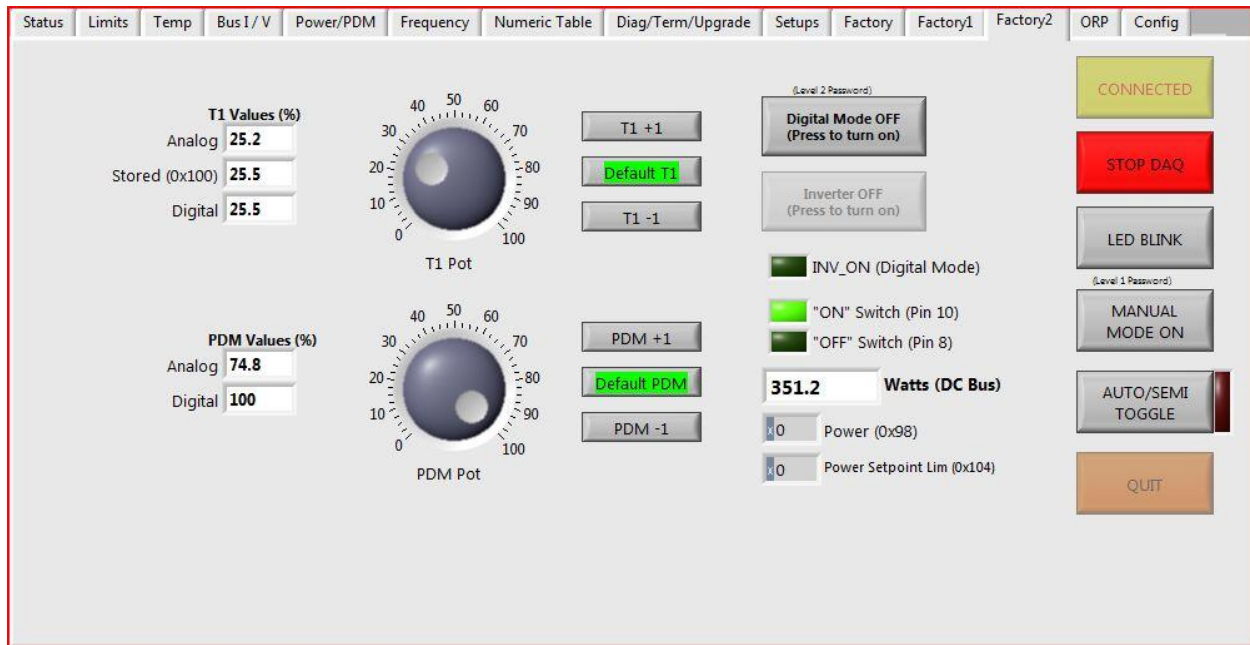 Status Limits Temp Bus I / V Power/PDM Frequency Numeric Table Diag/Term/Upgrade Setups Factory Factory1 Factory2 ORP Config
T1 Values (%)
Analog 25.2
Stored (0x100) 25.5
Digital 25.5
0 10 20 30 40 50 60 70 80 90 100
T1 Pot
T1 +1
Default T1
T1 -1
PDM Values (%)
Analog 74.8
Digital 100
0 10 20 30 40 50 60 70 80 90 100
PDM Pot
PDM +1
Default PDM
PDM -1
(Level 2 Password)
Digital Mode OFF
(Press to turn on)
Inverter OFF
(Press to turn on)
INV_ON (Digital Mode)
"ON" Switch (Pin 10)
"OFF" Switch (Pin 8)
351.2 Watts (DC Bus)
x 0 Power (0x98)
x 0 Power Setpoint Lim (0x104)
CONNECTED
STOP DAQ
LED BLINK
(Level 1 Password)
MANUAL
MODE ON
AUTO/SEMI
TOGGLE
QUIT